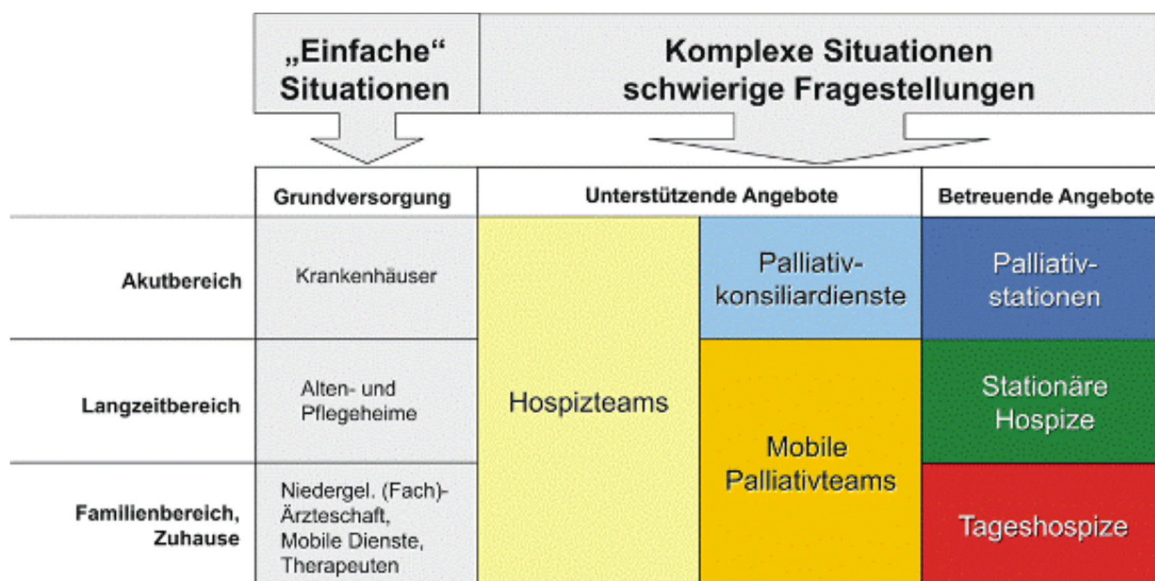 „Einfache“
Situationen
Komplexe Situationen
schwierige Fragestellungen
Grundversorgung
Unterstützende Angebote
Betreuende Angebote
Akutbereich
Krankenhäuser
Palliativ-
konsiliardienste
Palliativ-
stationen
Langzeitbereich
Alten- und
Pflegeheime
Hospizteams
Mobile
Palliativteams
Stationäre
Hospize
Familienbereich,
Zuhause
Niedergel. (Fach)-
Ärzteschaft,
Mobile Dienste,
Therapeuten
Tageshospize